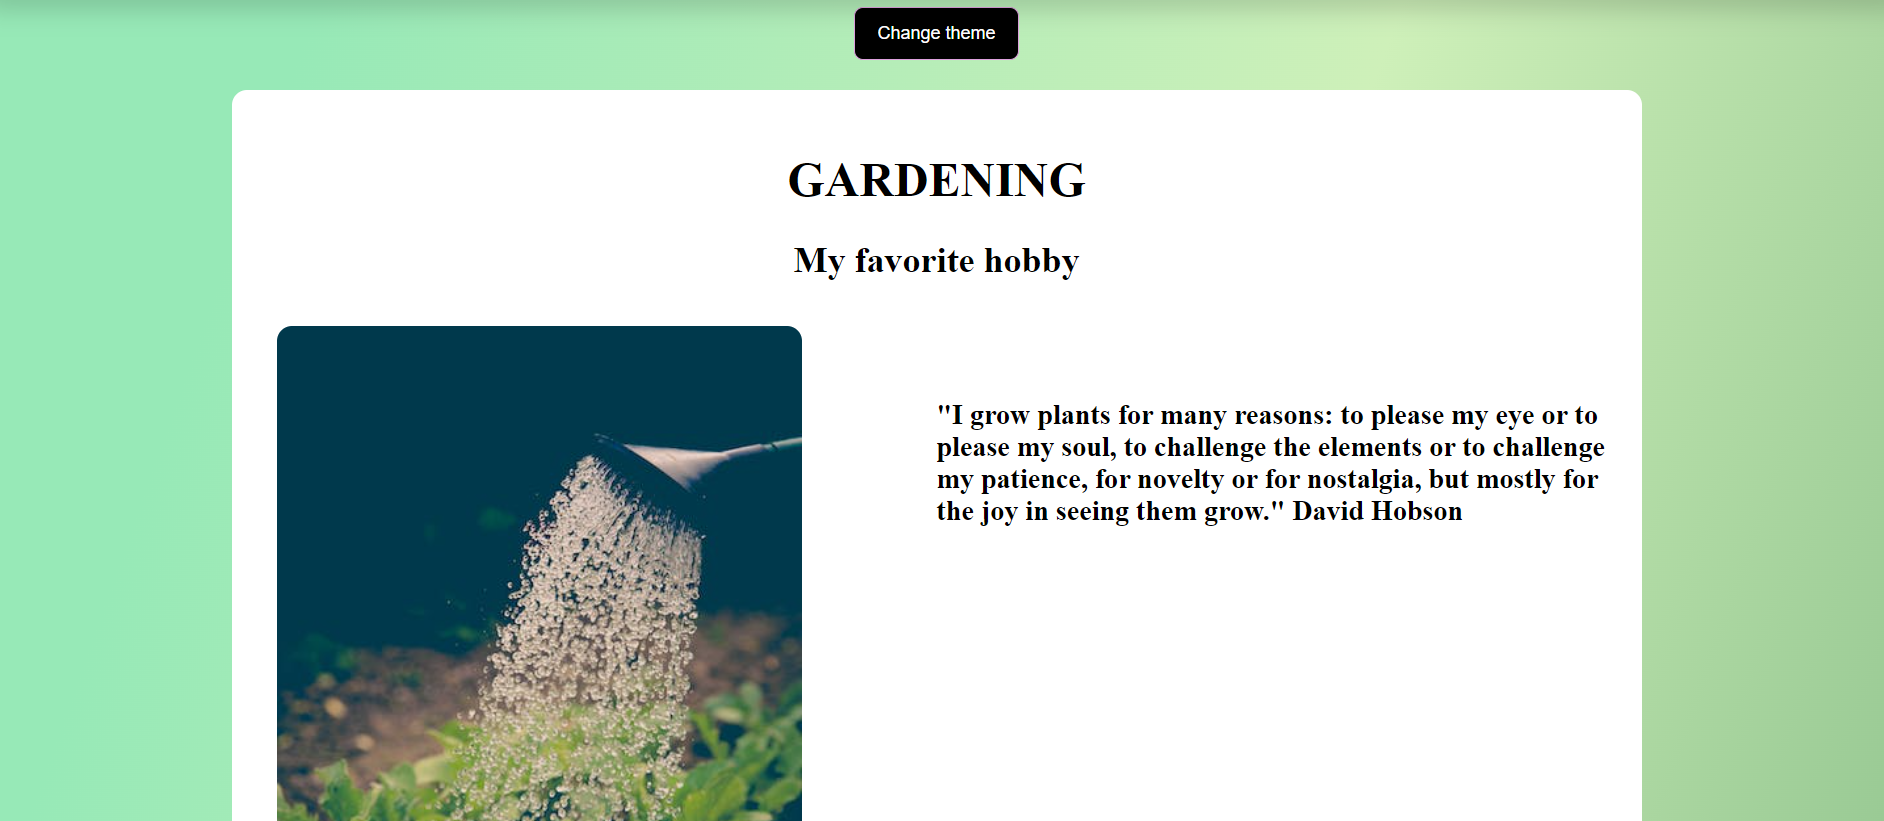 Change theme
GARDENING
My favorite hobby
"I grow plants for many reasons: to please my eye or to
please my soul, to challenge the elements or to challenge
my patience, for novelty or for nostalgia, but mostly for
the joy in seeing them grow." David Hobson